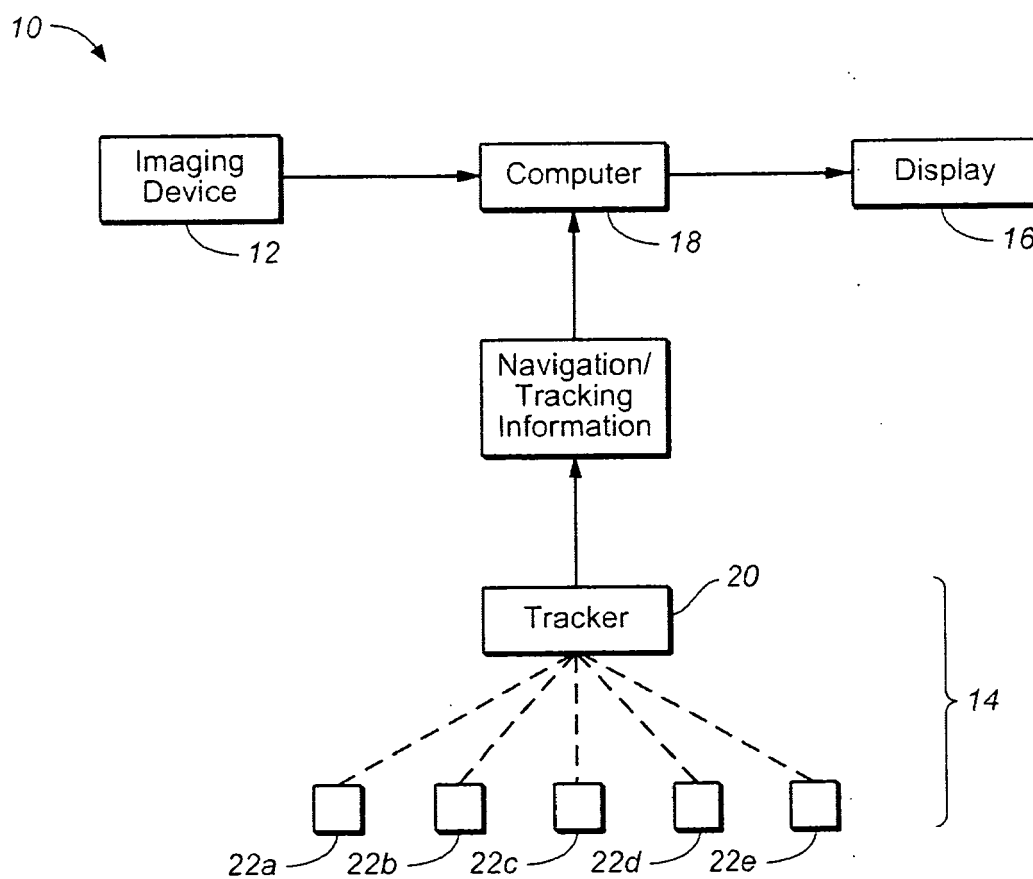 10
Imaging
Device
12
Computer
18
Display
16
Navigation/
Tracking
Information
Tracker
20
14
22a
22b
22c
22d
22e